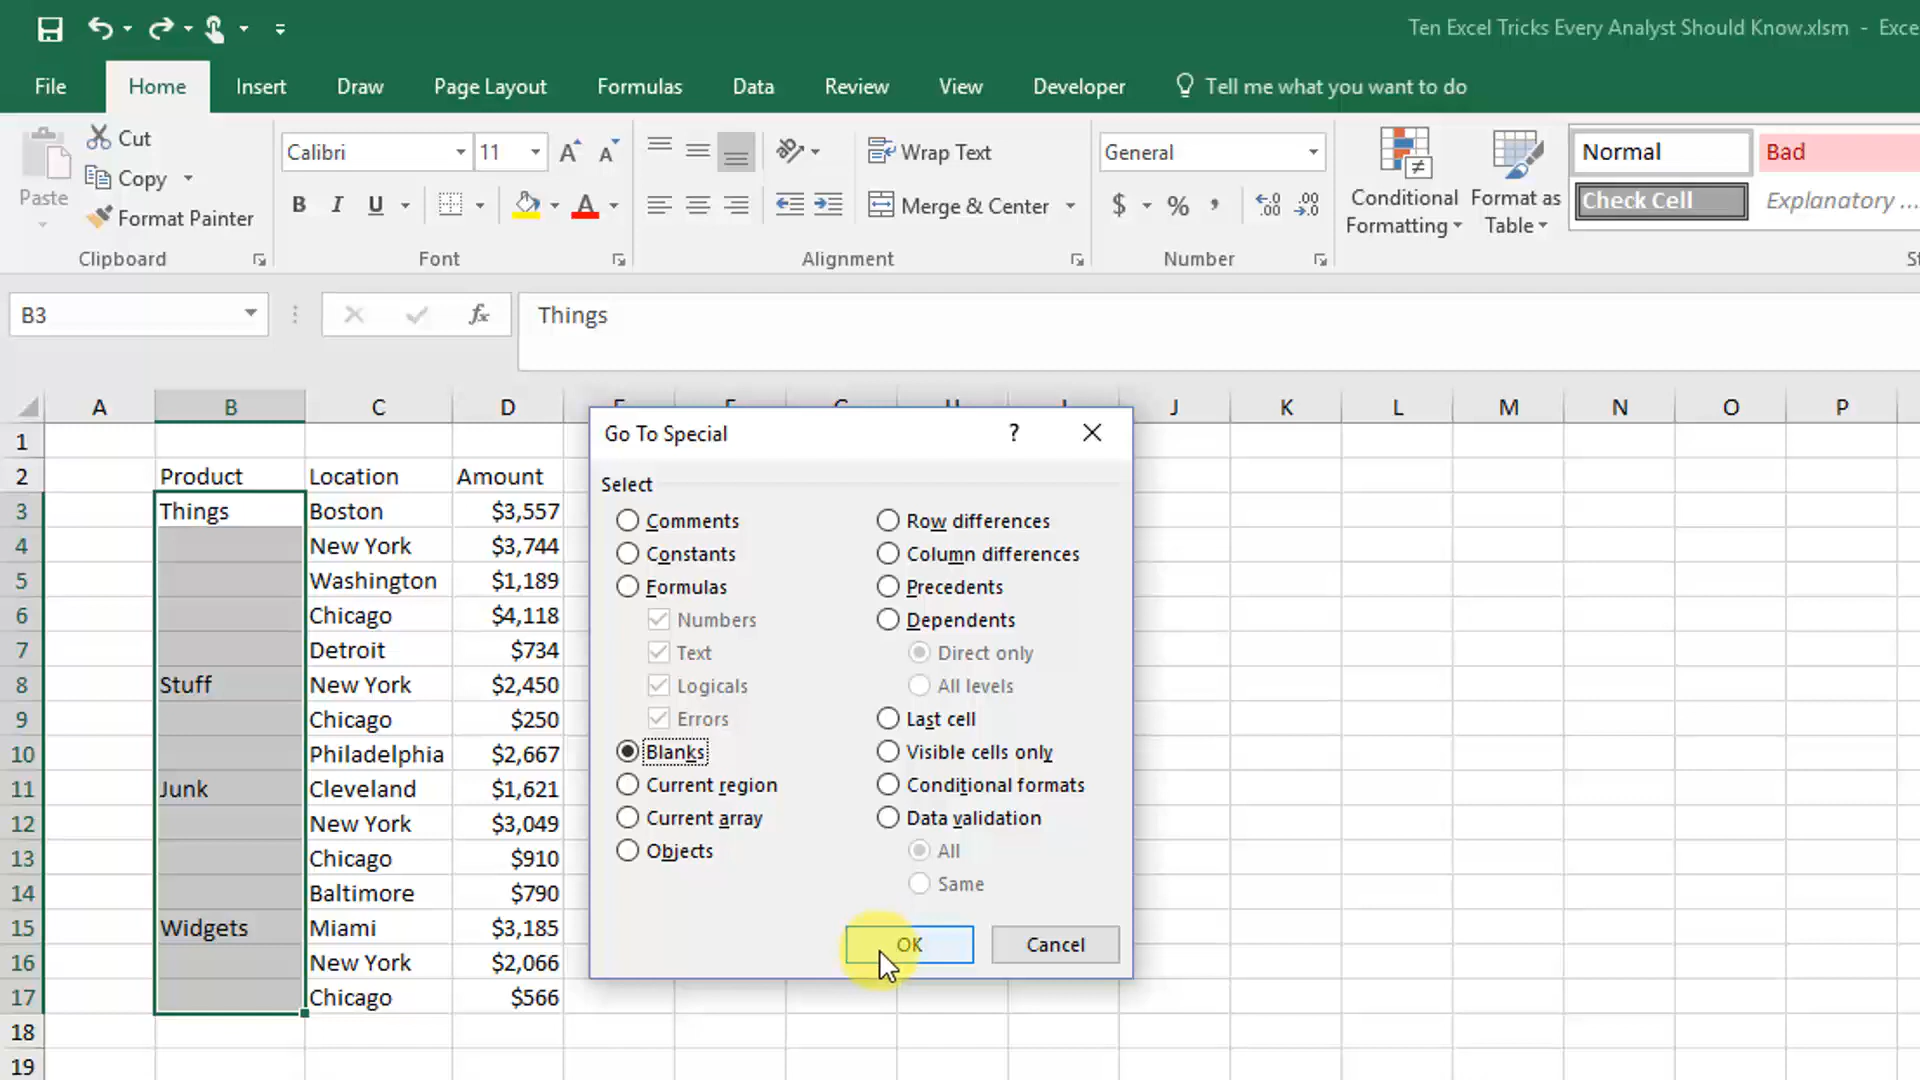 Ten Excel Tricks Every Analyst Should Know.xlsm - Exce
File Home Insert Draw Page Layout Formulas Data Review View Developer Tell me what you want to do
Paste
Cut
Copy
Format Painter
Clipboard
Calibri 11
B I U
Font
Wrap Text
Merge & Center
Alignment
General
$ % ,
.00
.00
Number
Conditional
Formatting
Format as
Table
Normal Bad
Check Cell Explanatory ...
St
B3 fx Things
A B C D J K L M N O P
1
2 Product Location Amount
3 Things Boston $3,557
4 New York $3,744
5 Washington $1,189
6 Chicago $4,118
7 Detroit $734
8 Stuff New York $2,450
9 Chicago $250
10 Philadelphia $2,667
11 Junk Cleveland $1,621
12 New York $3,049
13 Chicago $910
14 Baltimore $790
15 Widgets Miami $3,185
16 New York $2,066
17 Chicago $566
18
19
Go To Special ?
Select
Comments Row differences
Constants Column differences
Formulas Precedents
Numbers Dependents
Text Direct only
Logicals All levels
Errors Last cell
Blanks Visible cells only
Current region Conditional formats
Current array Data validation
Objects All
Same
OK Cancel